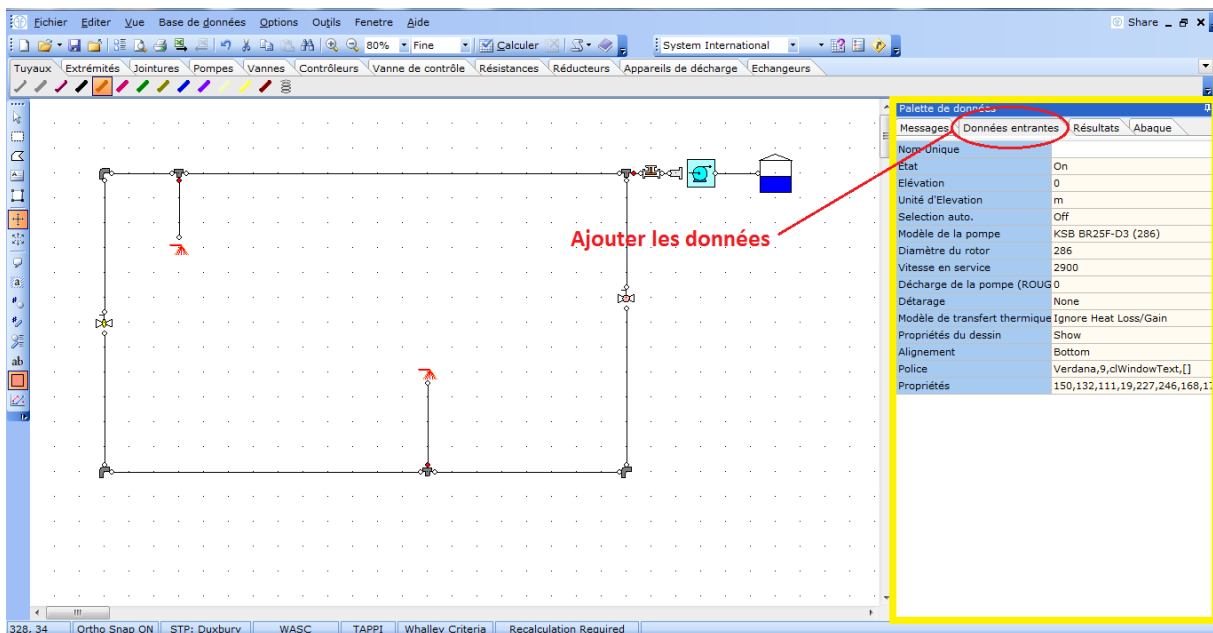 Fichier Editer Vue Base de données Options Outils Fenetre Aide Share
80% Fine Calculer System International
Tuyaux Extrémités Jointures Pompes Vannes Contrôleurs Vanne de contrôle Résistances Réducteurs Appareils de décharge Echangeurs
Palette de données
Messages Données entrantes Résultats Abaque
Nom Unique
Etat On
Elévation 0
Unité d'Elevation m
Selection auto. Off
Modèle de la pompe KSB BR25F-D3 (286)
Diamètre du rotor 286
Vitesse en service 2900
Décharge de la pompe (ROUG 0
Détarage None
Modèle de transfert thermique Ignore Heat Loss/Gain
Propriétés du dessin Show
Alignement Bottom
Police Verdana,9,clWindowText,[]
Propriétés 150,132,111,19,227,246,168,17
Ajouter les données
a
ab
328, 34 Ortho Snap ON STP: Duxbury WASC TAPPI Whalley Criteria Recalculation Required